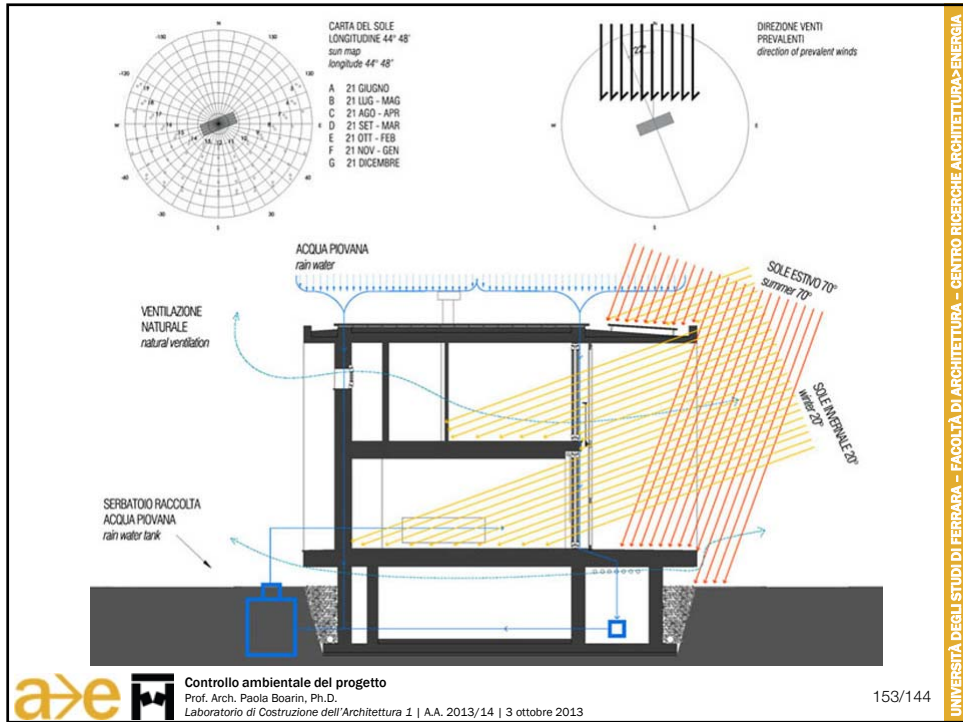 CARTA DEL SOLE
LONGITUDINE 44° 48'
sun map
longitude 44° 48'
A 21 GIUGNO
B 21 LUG - MAG
C 21 AGO - APR
D 21 SET - MAR
E 21 OTT - FEB
F 21 NOV - GEN
G 21 DICEMBRE
22°
DIREZIONE VENTI
PREVALENTI
direction of prevalent winds
ACQUA PIOVANA
rain water
SOLE ESTIVO 70°
summer 70°
VENTILAZIONE
NATURALE
natural ventilation
SOLE INVERNALE 20°
winter 20°
SERBATOIO RACCOLTA
ACQUA PIOVANA
rain water tank
a>e
Controllo ambientale del progetto
Prof. Arch. Paola Boarin, Ph.D.
Laboratorio di Costruzione dell'Architettura 1 | A.A. 2013/14 | 3 ottobre 2013
153/144
UNIVERSITÀ DEGLI STUDI DI FERRARA – FACOLTÀ DI ARCHITETTURA – CENTRO RICERCHE ARCHITETTURA>ENERGIA